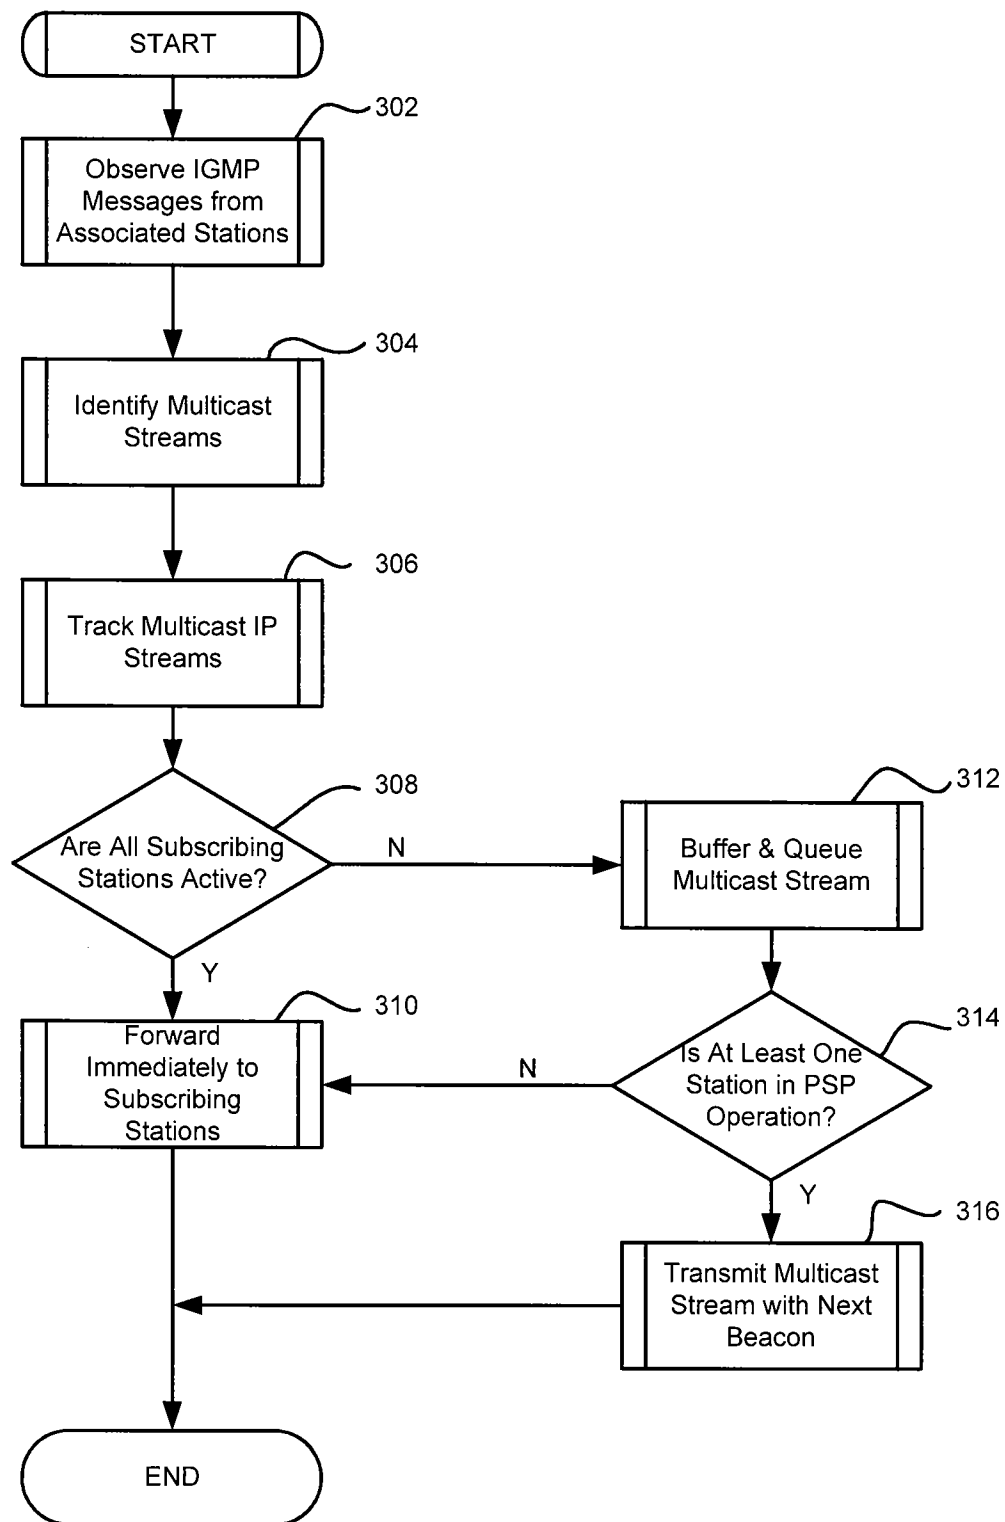 START
302
Observe IGMP
Messages from
Associated Stations
304
Identify Multicast
Streams
306
Track Multicast IP
Streams
308
Are All Subscribing
Stations Active?
N
Y
312
Buffer & Queue
Multicast Stream
310
Forward
Immediately to
Subscribing
Stations
314
Is At Least One
Station in PSP
Operation?
N
Y
316
Transmit Multicast
Stream with Next
Beacon
END